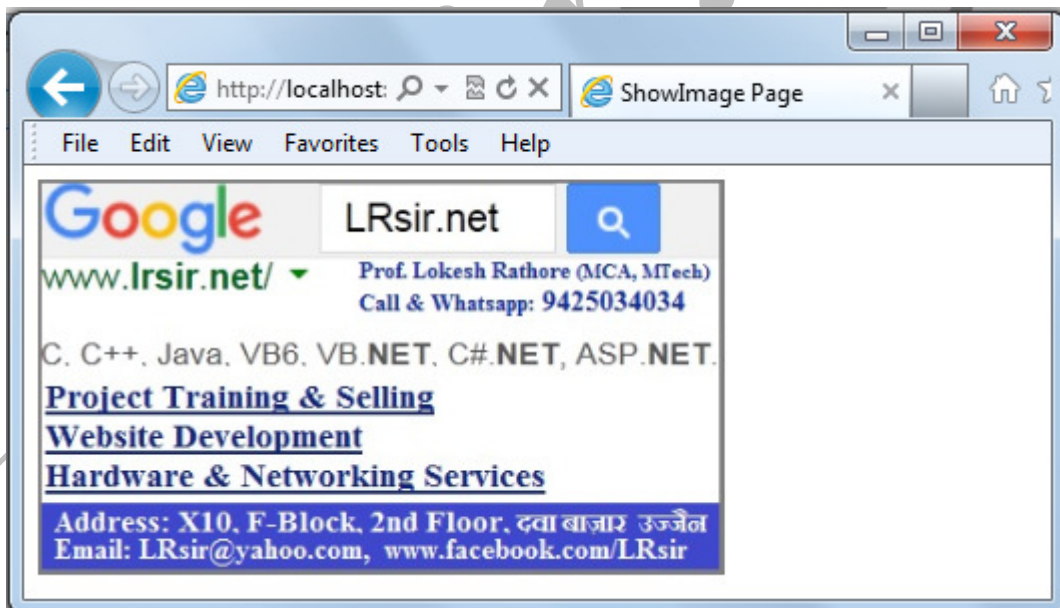 http://localhost:
ShowImage Page
File Edit View Favorites Tools Help
Google LRsir.net
www.lrsir.net/
Prof. Lokesh Rathore (MCA, MTech)
Call & Whatsapp: 9425034034
C, C++, Java, VB6, VB.NET, C#.NET, ASP.NET.
Project Training & Selling
Website Development
Hardware & Networking Services
Address: X10, F-Block, 2nd Floor, दवा बाज़ार उज्जैन
Email: LRsir@yahoo.com, www.facebook.com/LRsir